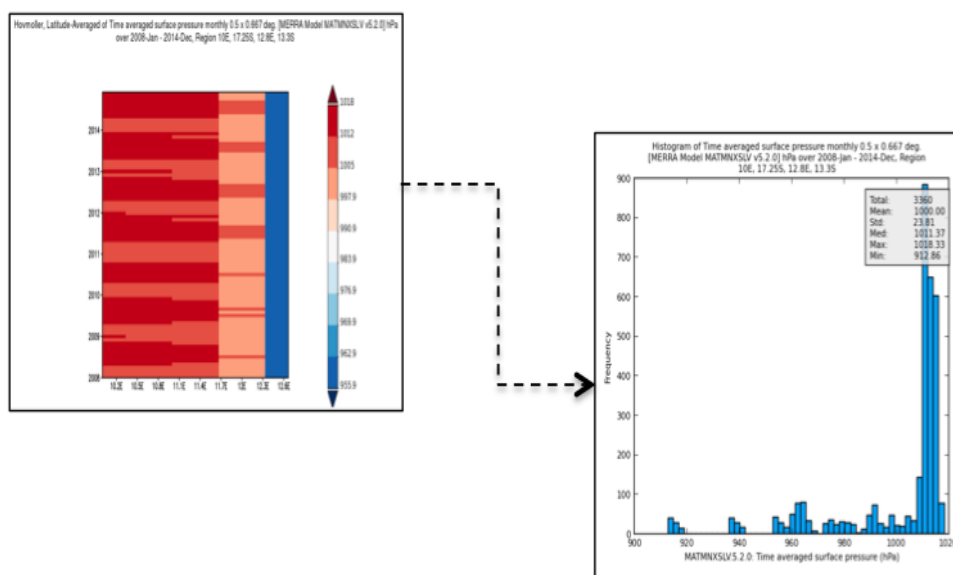 Hovmoller, Latitude-Averaged of Time averaged surface pressure monthly 0.5 x 0.667 deg. [MERRA Model MATMNXSLV v5.2.0] hPa
over 2008-Jan - 2014-Dec, Region 10E, 17.25S, 12.8E, 13.3S
1018
1012
1005
997.9
990.9
983.9
976.9
969.9
962.9
955.9
2014
2013
2012
2011
2010
2009
2008
10.2E 10.5E 10.8E 11.1E 11.4E 11.7E 12E 12.3E 12.6E
Histogram of Time averaged surface pressure monthly 0.5 x 0.667 deg.
[MERRA Model MATMNXSLV v5.2.0] hPa over 2008-Jan - 2014-Dec, Region
10E, 17.25S, 12.8E, 13.3S
900
800
700
600
500
400
300
200
100
0
Frequency
Total: 3360
Mean: 1000.00
Std: 23.81
Med: 1011.37
Max: 1018.33
Min: 912.86
900 920 940 960 980 1000 1020
MATMNXSLV.5.2.0: Time averaged surface pressure (hPa)